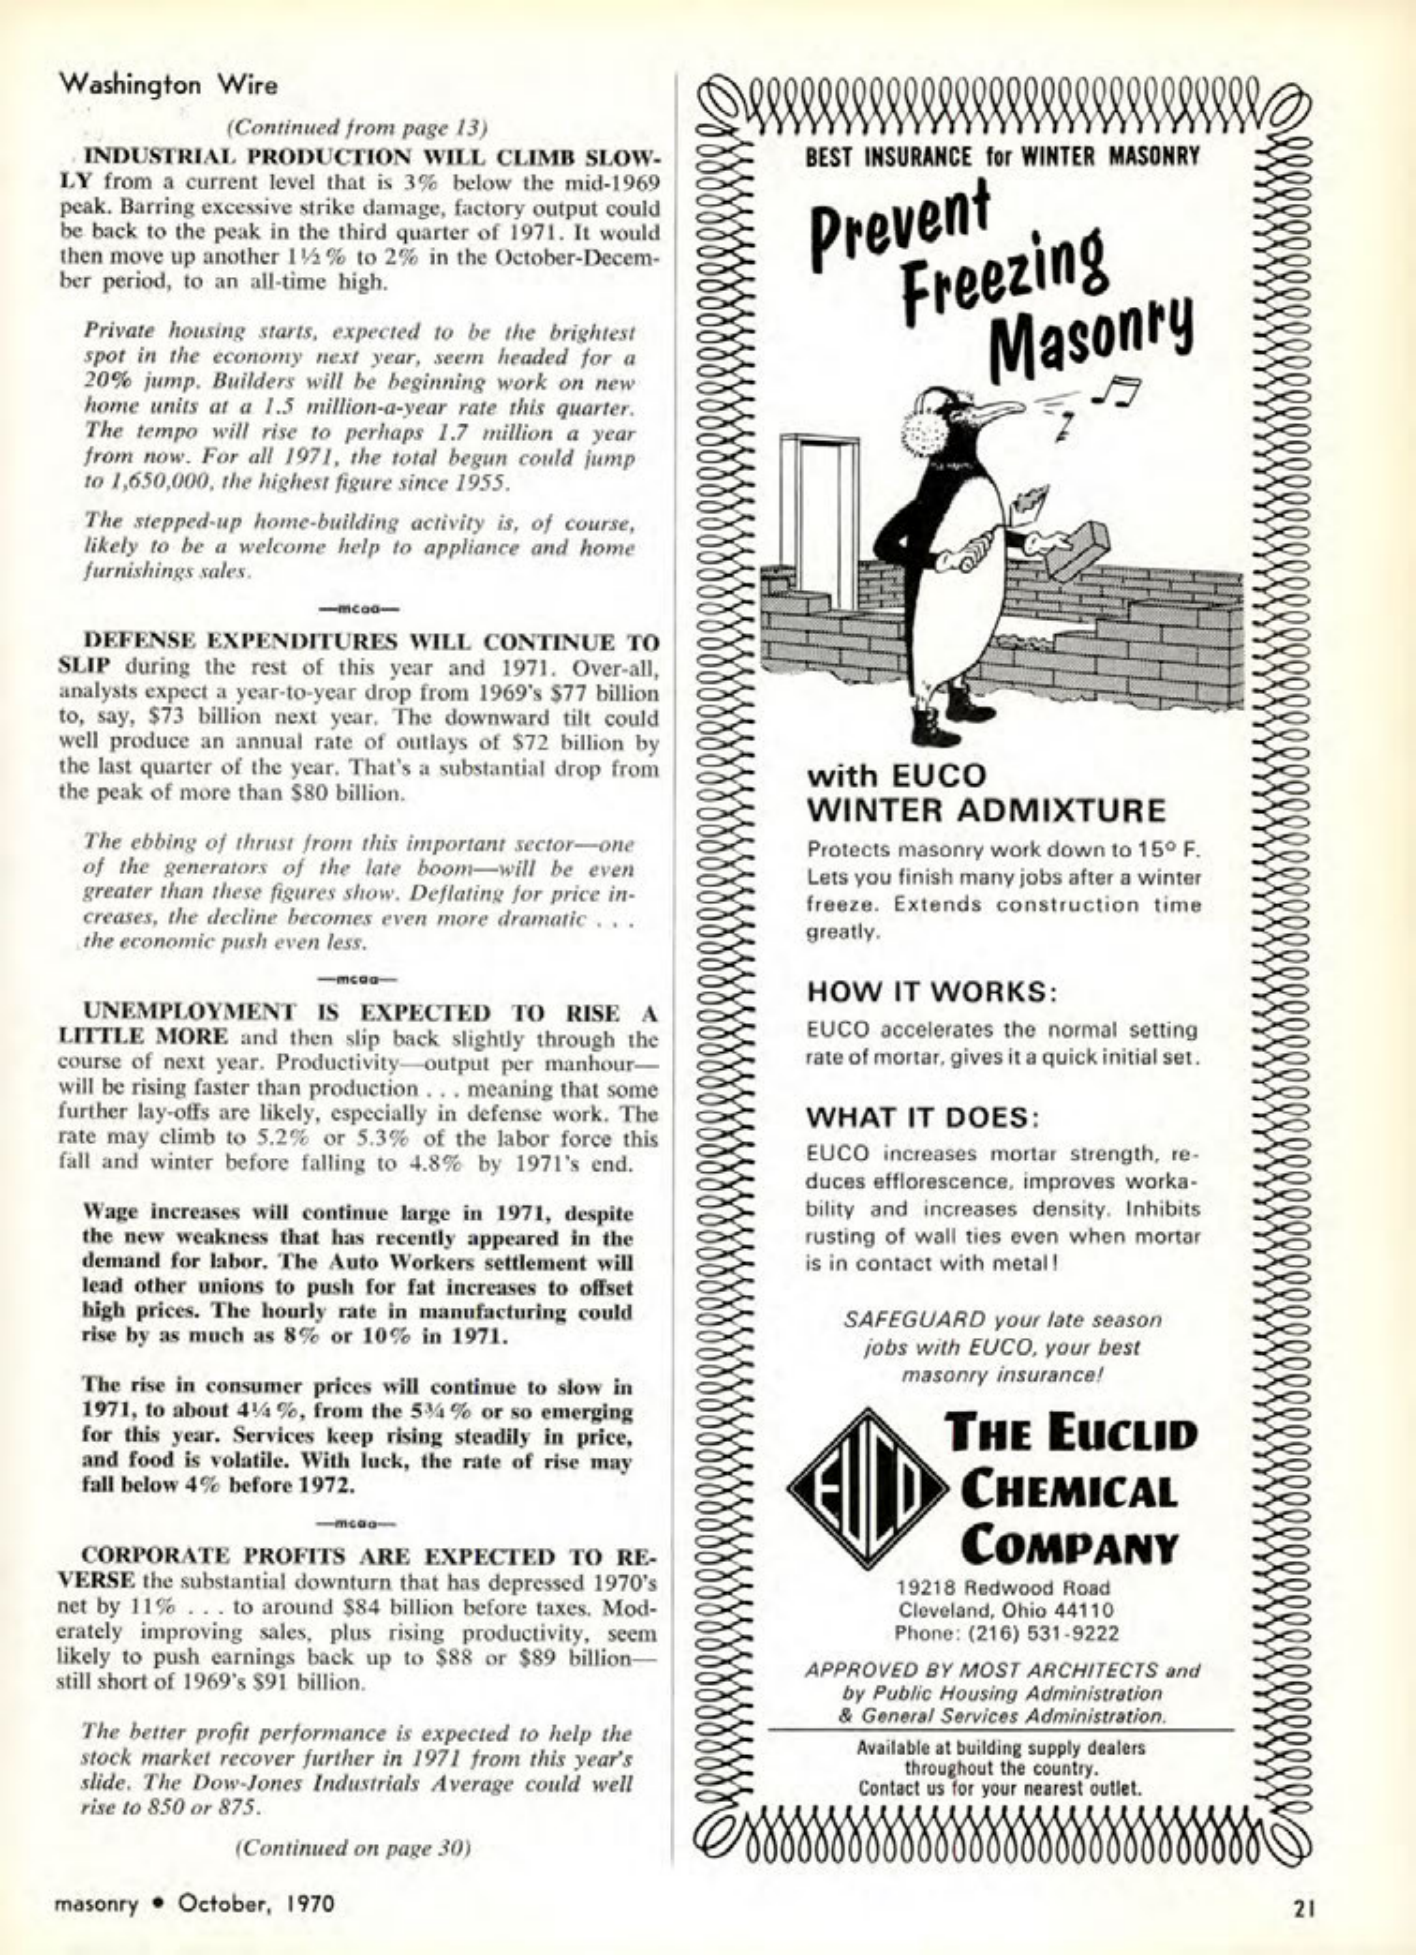 Washington Wire
(Continued from page 13)
INDUSTRIAL PRODUCTION WILL CLIMB SLOW-
LY from a current level that is 3% below the mid-1969
peak. Barring excessive strike damage, factory output could
be back to the peak in the third quarter of 1971. It would
then move up another 1½% to 2% in the October-Decem-
ber period, to an all-time high.
Private housing starts, expected to be the brightest
spot in the economy next year, seem headed for a
20% jump. Builders will be beginning work on new
home units at a 1.5 million-a-year rate this quarter.
The tempo will rise to perhaps 1.7 million a year
from now. For all 1971, the total begun could jump
to 1,650,000, the highest figure since 1955.
The stepped-up home-building activity is, of course,
likely to be a welcome help to appliance and home
furnishings sales.
—mcaa—
DEFENSE EXPENDITURES WILL CONTINUE TO
SLIP during the rest of this year and 1971. Over-all,
analysts expect a year-to-year drop from 1969's $77 billion
to, say, $73 billion next year. The downward tilt could
well produce an annual rate of outlays of $72 billion by
the last quarter of the year. That's a substantial drop from
the peak of more than $80 billion.
The ebbing of thrust from this important sector—one
of the generators of the late boom—will be even
greater than these figures show. Deflating for price in-
creases, the decline becomes even more dramatic . . .
the economic push even less.
—mcaa—
UNEMPLOYMENT IS EXPECTED TO RISE A
LITTLE MORE and then slip back slightly through the
course of next year. Productivity—output per manhour—
will be rising faster than production . . . meaning that some
further lay-offs are likely, especially in defense work. The
rate may climb to 5.2% or 5.3% of the labor force this
fall and winter before falling to 4.8% by 1971's end.
Wage increases will continue large in 1971, despite
the new weakness that has recently appeared in the
demand for labor. The Auto Workers settlement will
lead other unions to push for fat increases to offset
high prices. The hourly rate in manufacturing could
rise by as much as 8% or 10% in 1971.
The rise in consumer prices will continue to slow in
1971, to about 4¼%, from the 5¾% or so emerging
for this year. Services keep rising steadily in price,
and food is volatile. With luck, the rate of rise may
fall below 4% before 1972.
—mcaa—
CORPORATE PROFITS ARE EXPECTED TO RE-
VERSE the substantial downturn that has depressed 1970's
net by 11% . . . to around $84 billion before taxes. Mod-
erately improving sales, plus rising productivity, seem
likely to push earnings back up to $88 or $89 billion—
still short of 1969's $91 billion.
The better profit performance is expected to help the
stock market recover further in 1971 from this year's
slide. The Dow-Jones Industrials Average could well
rise to 850 or 875.
(Continued on page 30)
BEST INSURANCE for WINTER MASONRY
Prevent
Freezing
Masonry
with EUCO
WINTER ADMIXTURE
Protects masonry work down to 15° F.
Lets you finish many jobs after a winter
freeze. Extends construction time
greatly.
HOW IT WORKS:
EUCO accelerates the normal setting
rate of mortar, gives it a quick initial set.
WHAT IT DOES:
EUCO increases mortar strength, re-
duces efflorescence, improves worka-
bility and increases density. Inhibits
rusting of wall ties even when mortar
is in contact with metal!
SAFEGUARD your late season
jobs with EUCO, your best
masonry insurance!
EUCO
THE EUCLID
CHEMICAL
COMPANY
19218 Redwood Road
Cleveland, Ohio 44110
Phone: (216) 531-9222
APPROVED BY MOST ARCHITECTS and
by Public Housing Administration
& General Services Administration.
Available at building supply dealers
throughout the country.
Contact us for your nearest outlet.
masonry • October, 1970
21